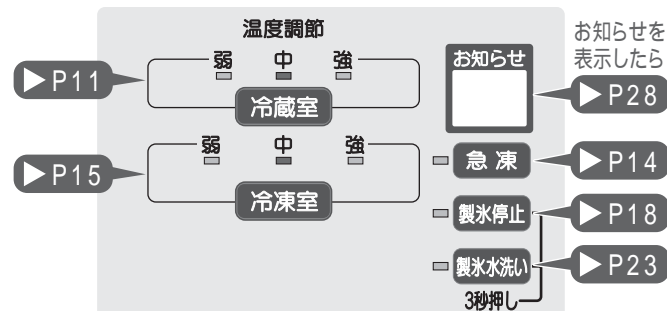 温度調節
弱 中 強
冷蔵室
▶P11
弱 中 強
冷凍室
▶P15
お知らせ
お知らせを
表示したら
▶P28
急凍
▶P14
製氷停止
▶P18
製氷水洗い
▶P23
3秒押し